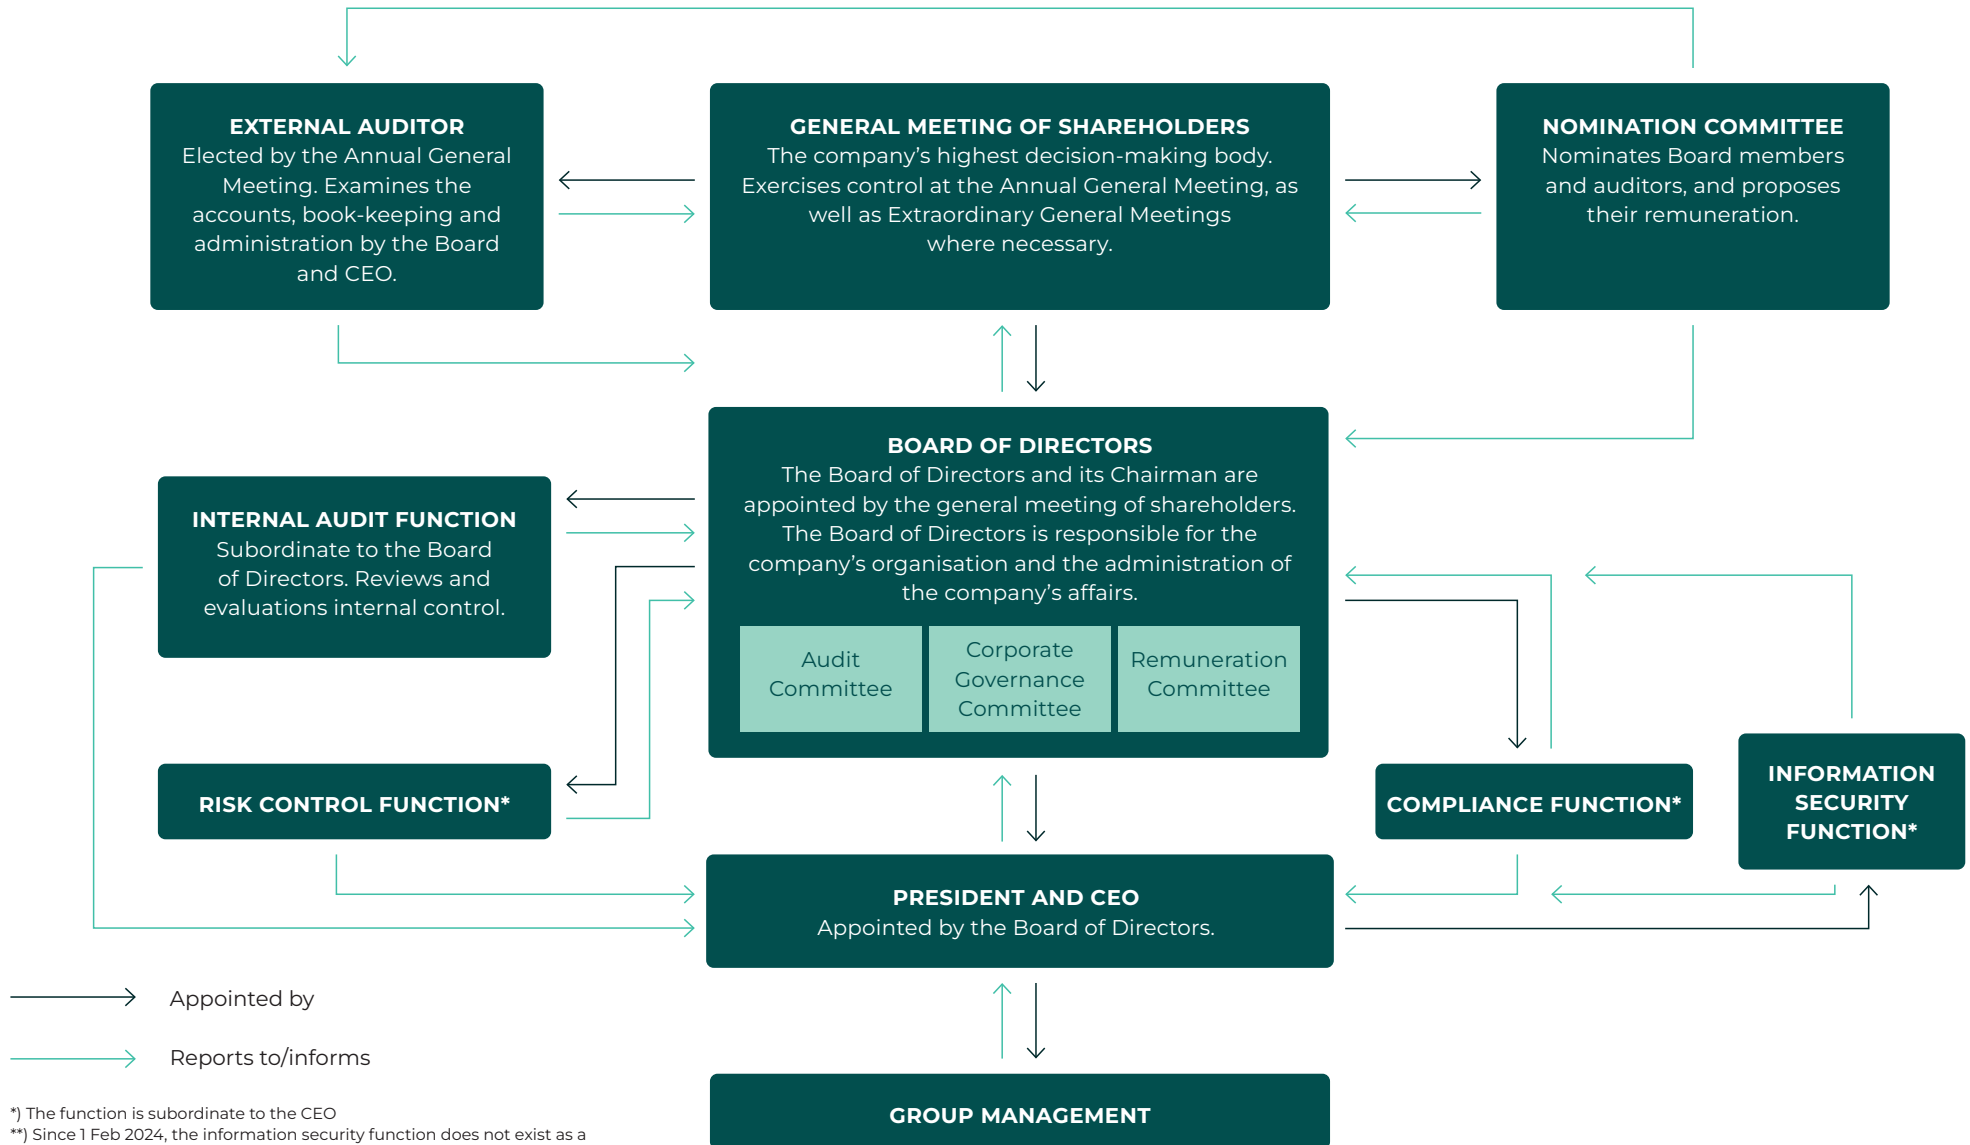 EXTERNAL AUDITOR
Elected by the Annual General
Meeting. Examines the
accounts, book-keeping and
administration by the Board
and CEO.
GENERAL MEETING OF SHAREHOLDERS
The company’s highest decision-making body.
Exercises control at the Annual General Meeting, as
well as Extraordinary General Meetings
where necessary.
NOMINATION COMMITTEE
Nominates Board members
and auditors, and proposes
their remuneration.
BOARD OF DIRECTORS
The Board of Directors and its Chairman are
appointed by the general meeting of shareholders.
The Board of Directors is responsible for the
company’s organisation and the administration of
the company’s affairs.
Audit
Committee
Corporate
Governance
Committee
Remuneration
Committee
INTERNAL AUDIT FUNCTION
Subordinate to the Board
of Directors. Reviews and
evaluations internal control.
RISK CONTROL FUNCTION*
COMPLIANCE FUNCTION*
INFORMATION
SECURITY
FUNCTION*
PRESIDENT AND CEO
Appointed by the Board of Directors.
GROUP MANAGEMENT
Appointed by
Reports to/informs
*) The function is subordinate to the CEO
**) Since 1 Feb 2024, the information security function does not exist as a